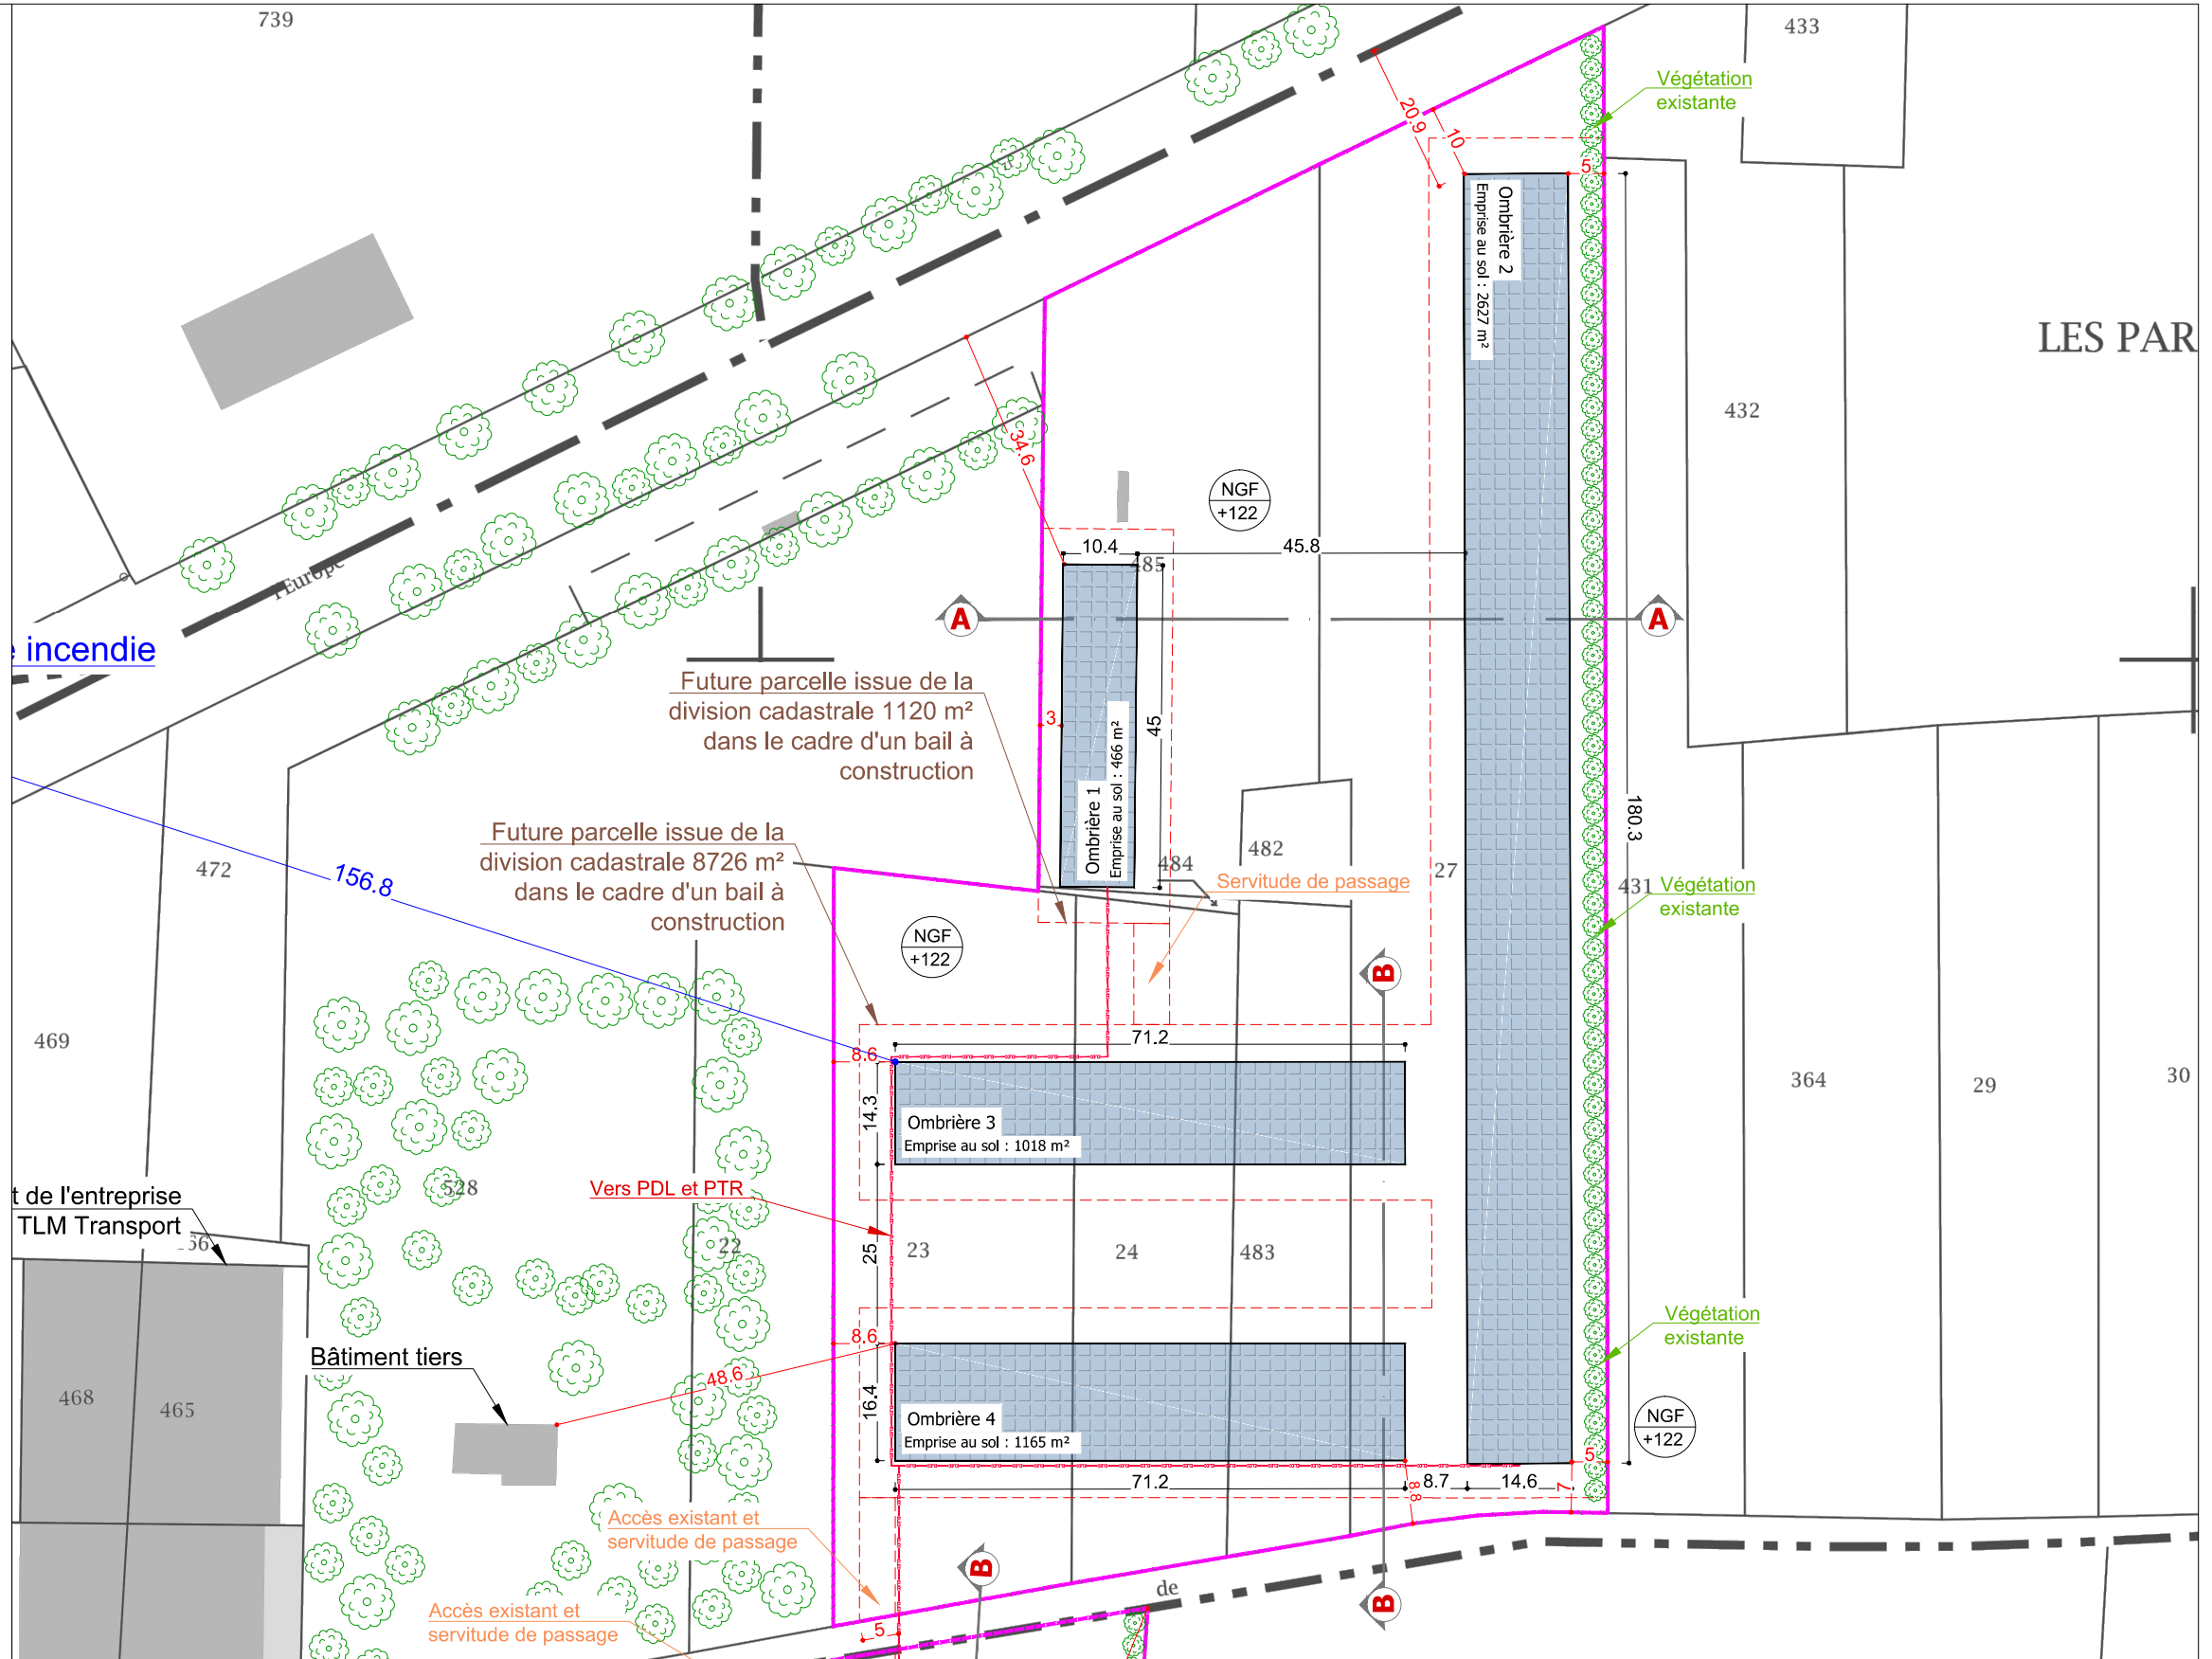 739
433
Végétation
existante
20.9
10
5
Ombrière 2
Emprise au sol : 2627 m²
LES PAR
432
34.6
NGF
+122
10.4
45.8
485
l'Europe
A
A
incendie
Future parcelle issue de la
division cadastrale 1120 m²
dans le cadre d'un bail à
construction
3
45
Ombrière 1
Emprise au sol : 466 m²
180.3
Future parcelle issue de la
division cadastrale 8726 m²
dans le cadre d'un bail à
construction
472
156.8
484
482
27
431
Servitude de passage
Végétation
existante
NGF
+122
B
469
71.2
8.6
14.3
Ombrière 3
Emprise au sol : 1018 m²
364
29
30
t de l'entreprise
TLM Transport
528
Vers PDL et PTR
22
23
25
24
483
Végétation
existante
Bâtiment tiers
8.6
48.6
16.4
Ombrière 4
Emprise au sol : 1165 m²
468
465
NGF
+122
5
71.2
8.8
8.7
14.6
7
Accès existant et
servitude de passage
B
de
B
Accès existant et
servitude de passage
5